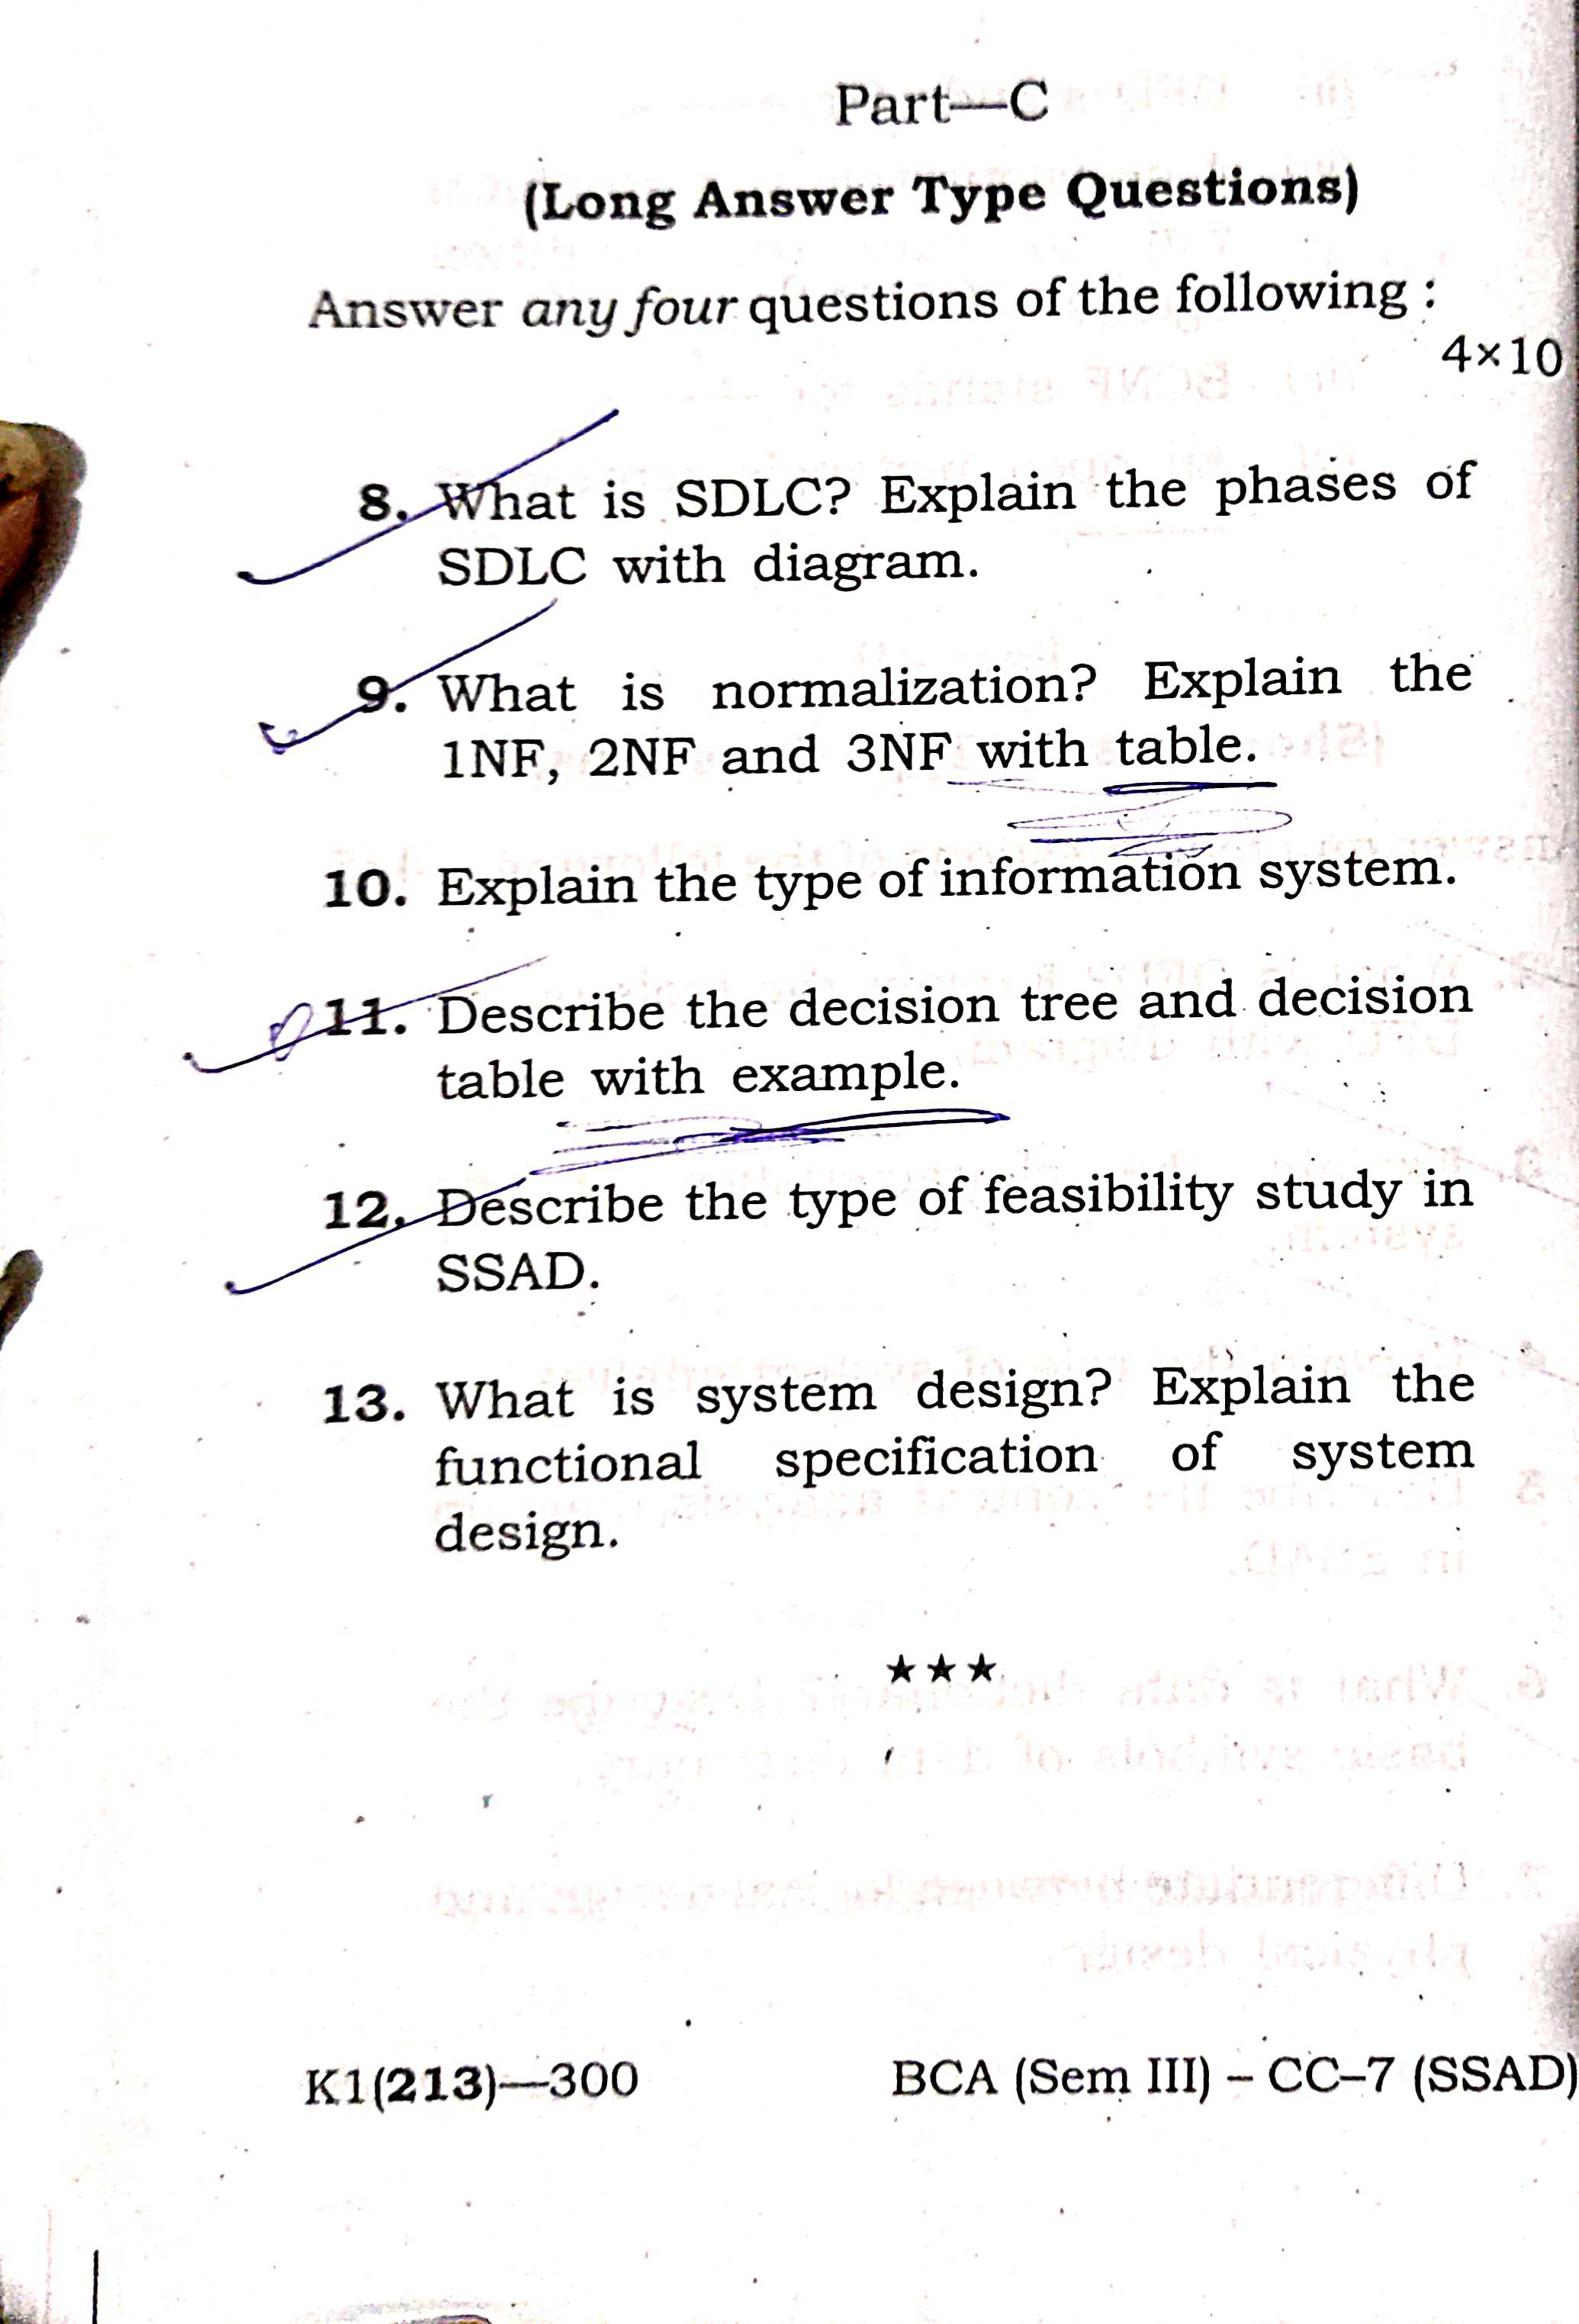 Part—C
(Long Answer Type Questions)
Answer any four questions of the following :
4×10
8. What is SDLC? Explain the phases of
SDLC with diagram.
9. What is normalization? Explain the
1NF, 2NF and 3NF with table.
10. Explain the type of information system.
11. Describe the decision tree and decision
table with example.
12. Describe the type of feasibility study in
SSAD.
13. What is system design? Explain the
functional specification of system
design.
★★★
K1(213)—300 BCA (Sem III) – CC–7 (SSAD)